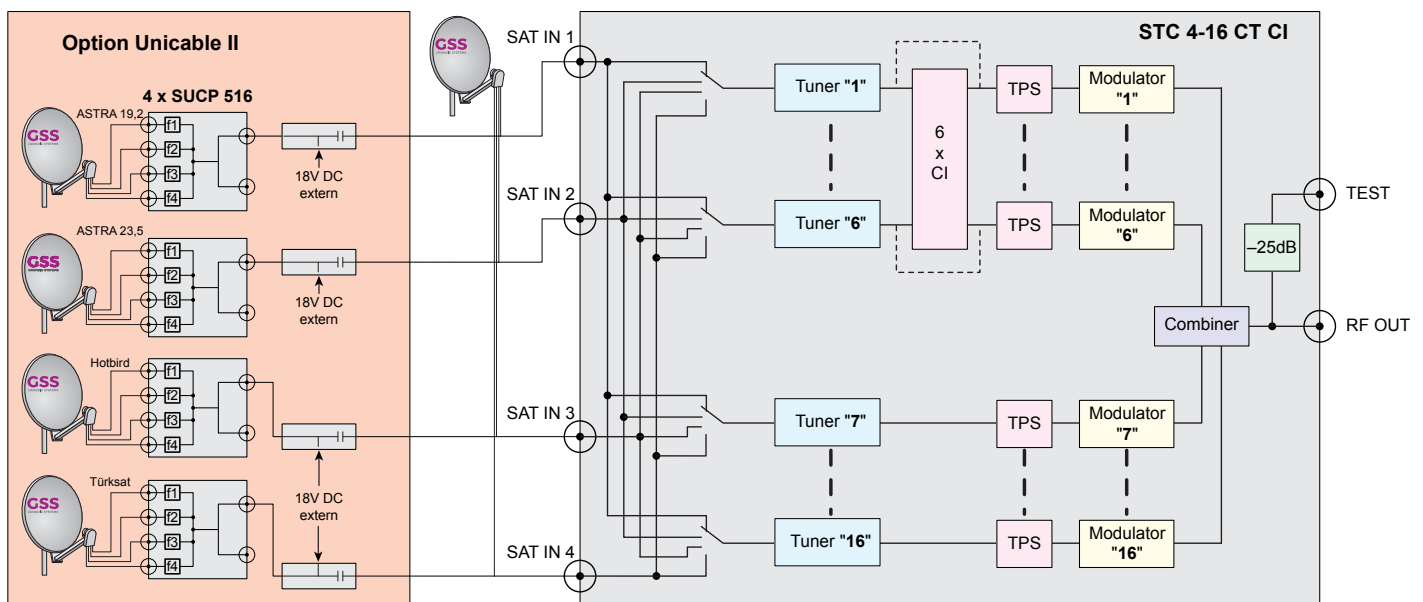 Option Unicable II
4 x SUCP 516
ASTRA 19,2
GSS
f1
f2
f3
f4
18V DC
extern
ASTRA 23,5
GSS
f1
f2
f3
f4
18V DC
extern
Hotbird
GSS
f1
f2
f3
f4
Türksat
GSS
f1
f2
f3
f4
18V DC
extern
GSS
SAT IN 1
SAT IN 2
SAT IN 3
SAT IN 4
STC 4-16 CT CI
Tuner "1"
Tuner "6"
6
x
CI
TPS
TPS
Modulator
"1"
Modulator
"6"
Tuner "7"
TPS
Modulator
"7"
Tuner "16"
TPS
Modulator
"16"
Combiner
–25dB
TEST
RF OUT